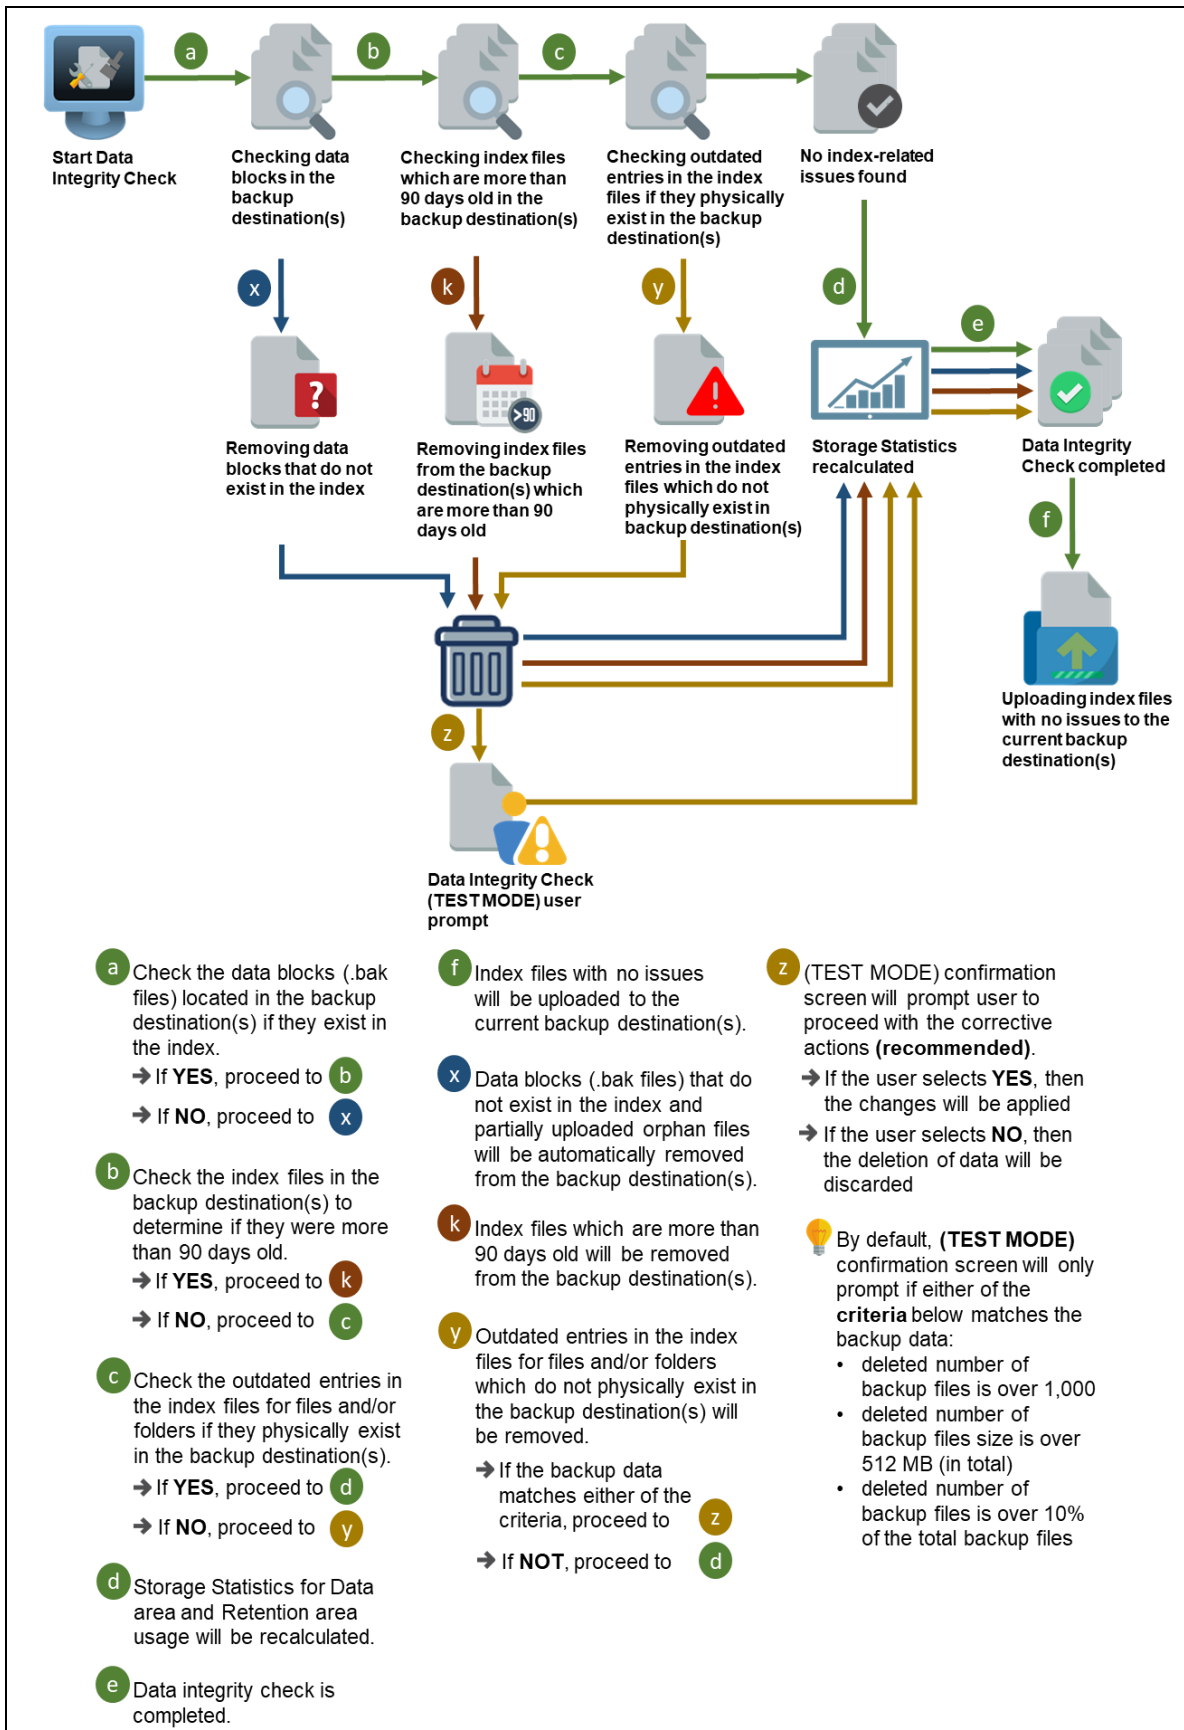 a
b
c
Start Data
Integrity Check
Checking data
blocks in the
backup
destination(s)
Checking index files
which are more than
90 days old in the
backup destination(s)
Checking outdated
entries in the index
files if they physically
exist in the backup
destination(s)
No index-related
issues found
x
k
y
d
e
?
>90
!
Removing data
blocks that do not
exist in the index
Removing index files
from the backup
destination(s) which
are more than 90
days old
Removing outdated
entries in the index
files which do not
physically exist in
backup destination(s)
Storage Statistics
recalculated
Data Integrity
Check completed
f
Uploading index files
with no issues to the
current backup
destination(s)
z
!
Data Integrity Check
(TEST MODE) user
prompt
a
Check the data blocks (.bak
files) located in the backup
destination(s) if they exist in
the index.
➔ If YES, proceed to b
➔ If NO, proceed to x
b
Check the index files in the
backup destination(s) to
determine if they were more
than 90 days old.
➔ If YES, proceed to k
➔ If NO, proceed to c
c
Check the outdated entries in
the index files for files and/or
folders if they physically exist
in the backup destination(s).
➔ If YES, proceed to d
➔ If NO, proceed to y
d
Storage Statistics for Data
area and Retention area
usage will be recalculated.
e
Data integrity check is
completed.
f
Index files with no issues
will be uploaded to the
current backup destination(s).
x
Data blocks (.bak files) that do
not exist in the index and
partially uploaded orphan files
will be automatically removed
from the backup destination(s).
k
Index files which are more than
90 days old will be removed
from the backup destination(s).
y
Outdated entries in the index
files for files and/or folders
which do not physically exist in
the backup destination(s) will
be removed.
➔ If the backup data
matches either of the
criteria, proceed to z
➔ If NOT, proceed to d
z
(TEST MODE) confirmation
screen will prompt user to
proceed with the corrective
actions (recommended).
➔ If the user selects YES, then
the changes will be applied
➔ If the user selects NO, then
the deletion of data will be
discarded
By default, (TEST MODE)
confirmation screen will only
prompt if either of the
criteria below matches the
backup data:
• deleted number of
backup files is over 1,000
• deleted number of
backup files size is over
512 MB (in total)
• deleted number of
backup files is over 10%
of the total backup files